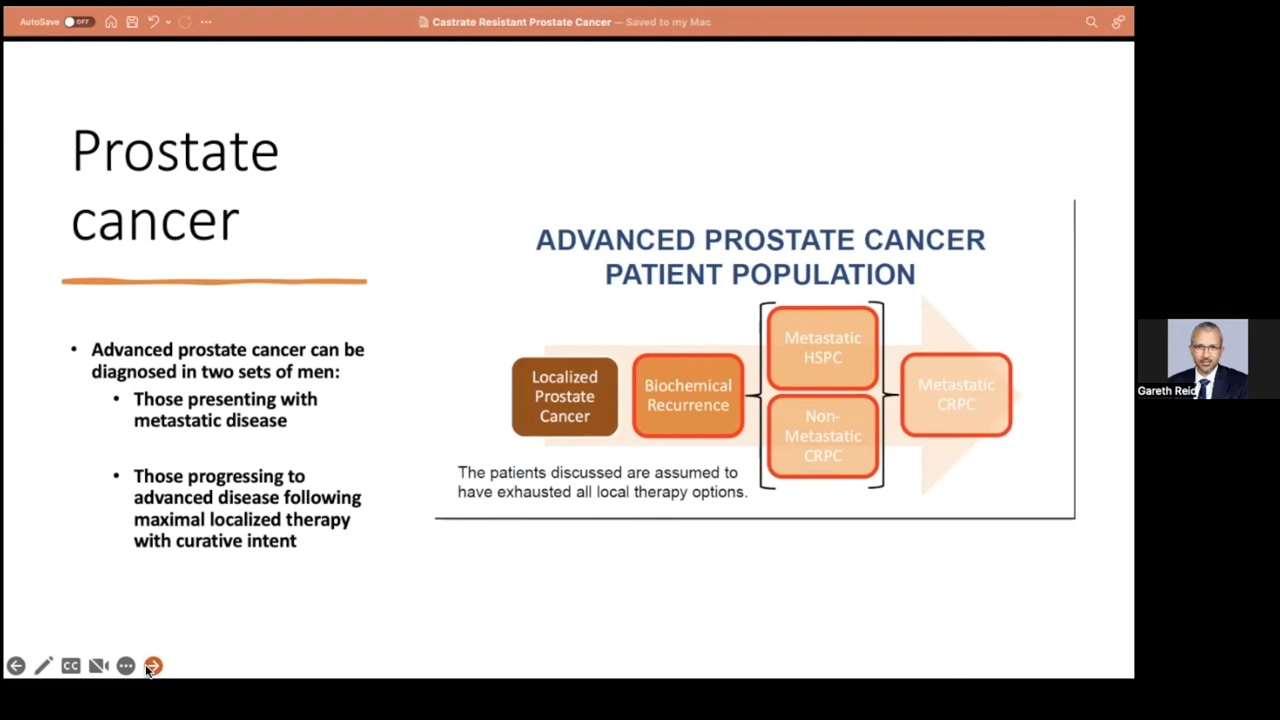 AutoSave OFF
Castrate Resistant Prostate Cancer — Saved to my Mac
Prostate
cancer
• Advanced prostate cancer can be
diagnosed in two sets of men:
• Those presenting with
metastatic disease
• Those progressing to
advanced disease following
maximal localized therapy
with curative intent
ADVANCED PROSTATE CANCER
PATIENT POPULATION
Localized
Prostate
Cancer
Biochemical
Recurrence
Metastatic
HSPC
Non-
Metastatic
CRPC
Metastatic
CRPC
The patients discussed are assumed to
have exhausted all local therapy options.
Gareth Reid
CC